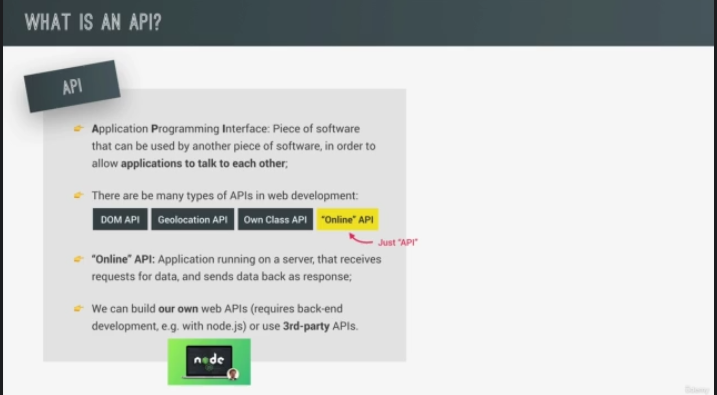 WHAT IS AN API?
API
Application Programming Interface: Piece of software
that can be used by another piece of software, in order to
allow applications to talk to each other;
There are be many types of APIs in web development:
DOM API Geolocation API Own Class API "Online" API
Just "API"
"Online" API: Application running on a server, that receives
requests for data, and sends data back as response;
We can build our own web APIs (requires back-end
development, e.g. with node.js) or use 3rd-party APIs.
node
Udemy